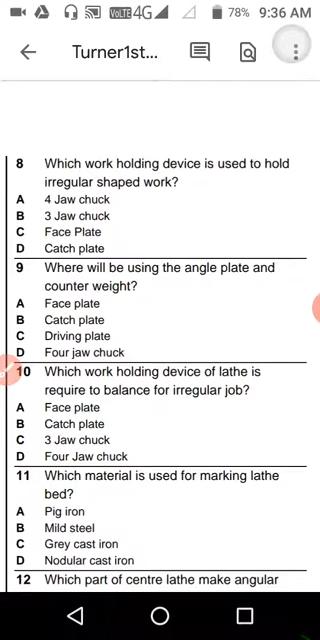 VoLTE 4G 78% 9:36 AM
Turner1st...
8 Which work holding device is used to hold
irregular shaped work?
A 4 Jaw chuck
B 3 Jaw chuck
C Face Plate
D Catch plate
9 Where will be using the angle plate and
counter weight?
A Face plate
B Catch plate
C Driving plate
D Four jaw chuck
10 Which work holding device of lathe is
require to balance for irregular job?
A Face plate
B Catch plate
C 3 Jaw chuck
D Four Jaw chuck
11 Which material is used for marking lathe
bed?
A Pig iron
B Mild steel
C Grey cast iron
D Nodular cast iron
12 Which part of centre lathe make angular